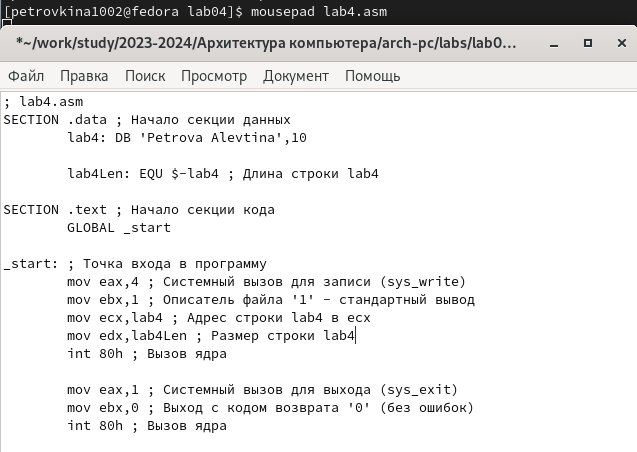 [petrovkina1002@fedora lab04]$ mousepad lab4.asm
*~/work/study/2023-2024/Архитектура компьютера/arch-pc/labs/lab0...
Файл Правка Поиск Просмотр Документ Помощь
; lab4.asm
SECTION .data ; Начало секции данных
lab4: DB 'Petrova Alevtina',10
lab4Len: EQU $-lab4 ; Длина строки lab4
SECTION .text ; Начало секции кода
GLOBAL _start
_start: ; Точка входа в программу
mov eax,4 ; Системный вызов для записи (sys_write)
mov ebx,1 ; Описатель файла '1' - стандартный вывод
mov ecx,lab4 ; Адрес строки lab4 в ecx
mov edx,lab4Len ; Размер строки lab4
int 80h ; Вызов ядра
mov eax,1 ; Системный вызов для выхода (sys_exit)
mov ebx,0 ; Выход с кодом возврата '0' (без ошибок)
int 80h ; Вызов ядра